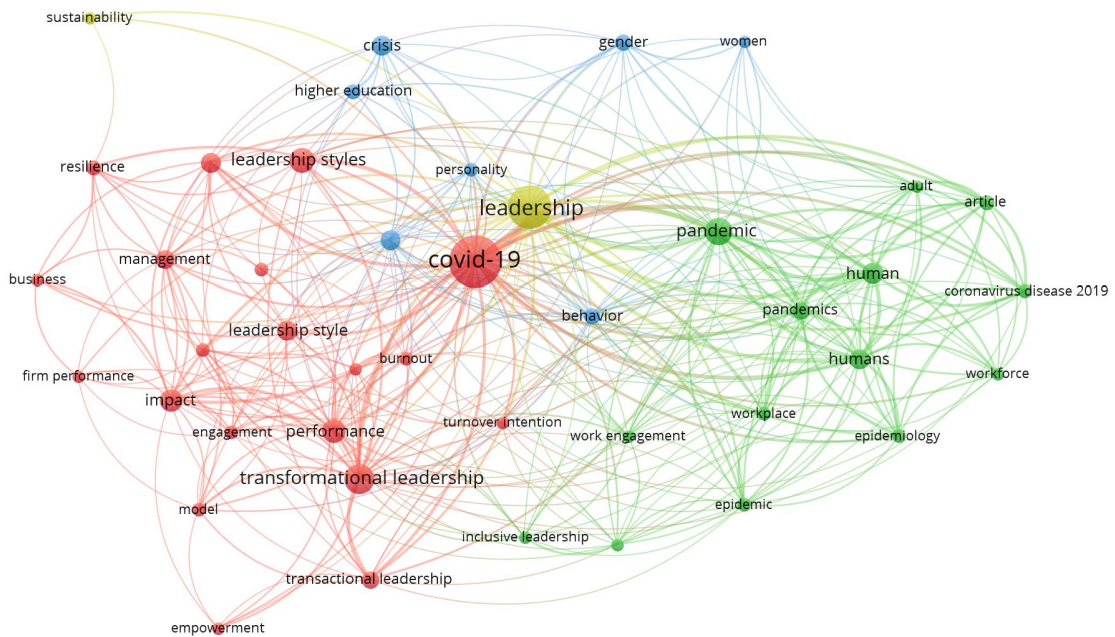 sustainability
crisis
gender
women
higher education
resilience
leadership styles
personality
adult
article
leadership
pandemic
management
covid-19
human
business
coronavirus disease 2019
pandemics
behavior
leadership style
burnout
humans
firm performance
workforce
impact
workplace
engagement
performance
turnover intention
work engagement
epidemiology
transformational leadership
model
epidemic
inclusive leadership
transactional leadership
empowerment